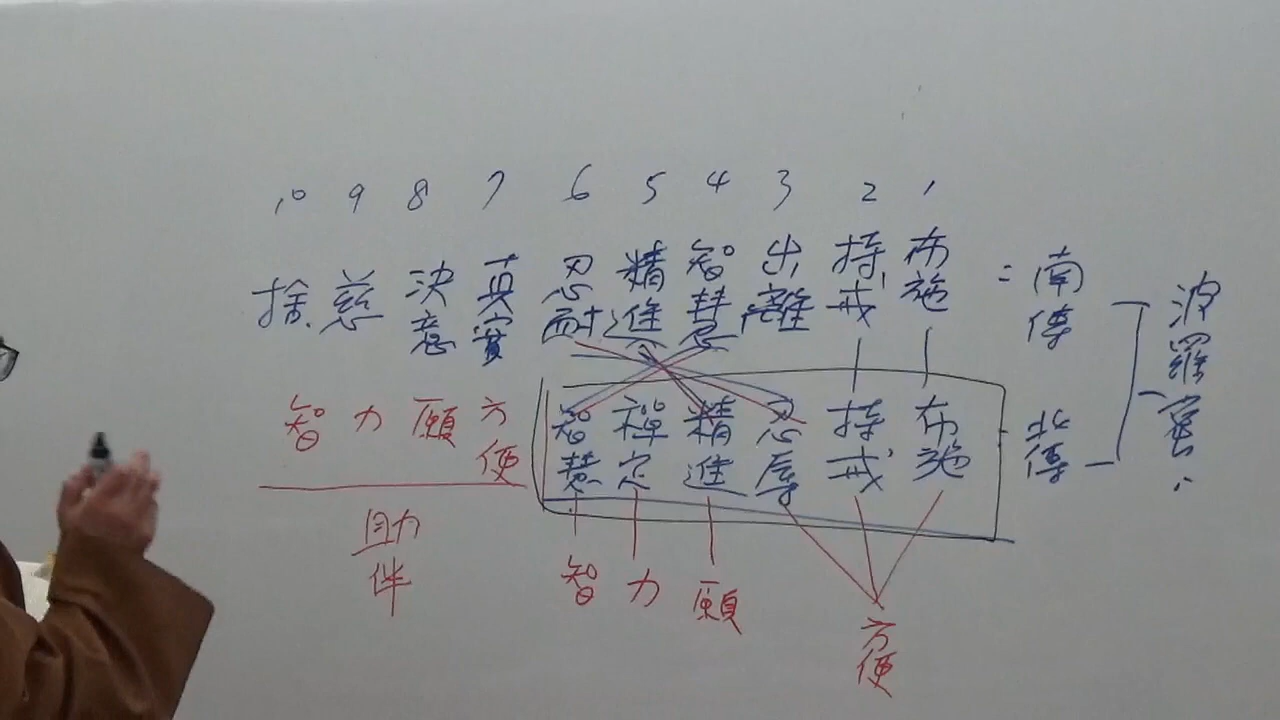 波羅蜜:
南傳:
1 布施
2 持戒
3 出離
4 智慧
5 精進
6 忍耐
7 真實
8 決意
9 慈
10 捨
北傳
布施
持戒
忍辱
精進
禪定
智慧
方便
願
力
智
助伴
方便
願
力
智